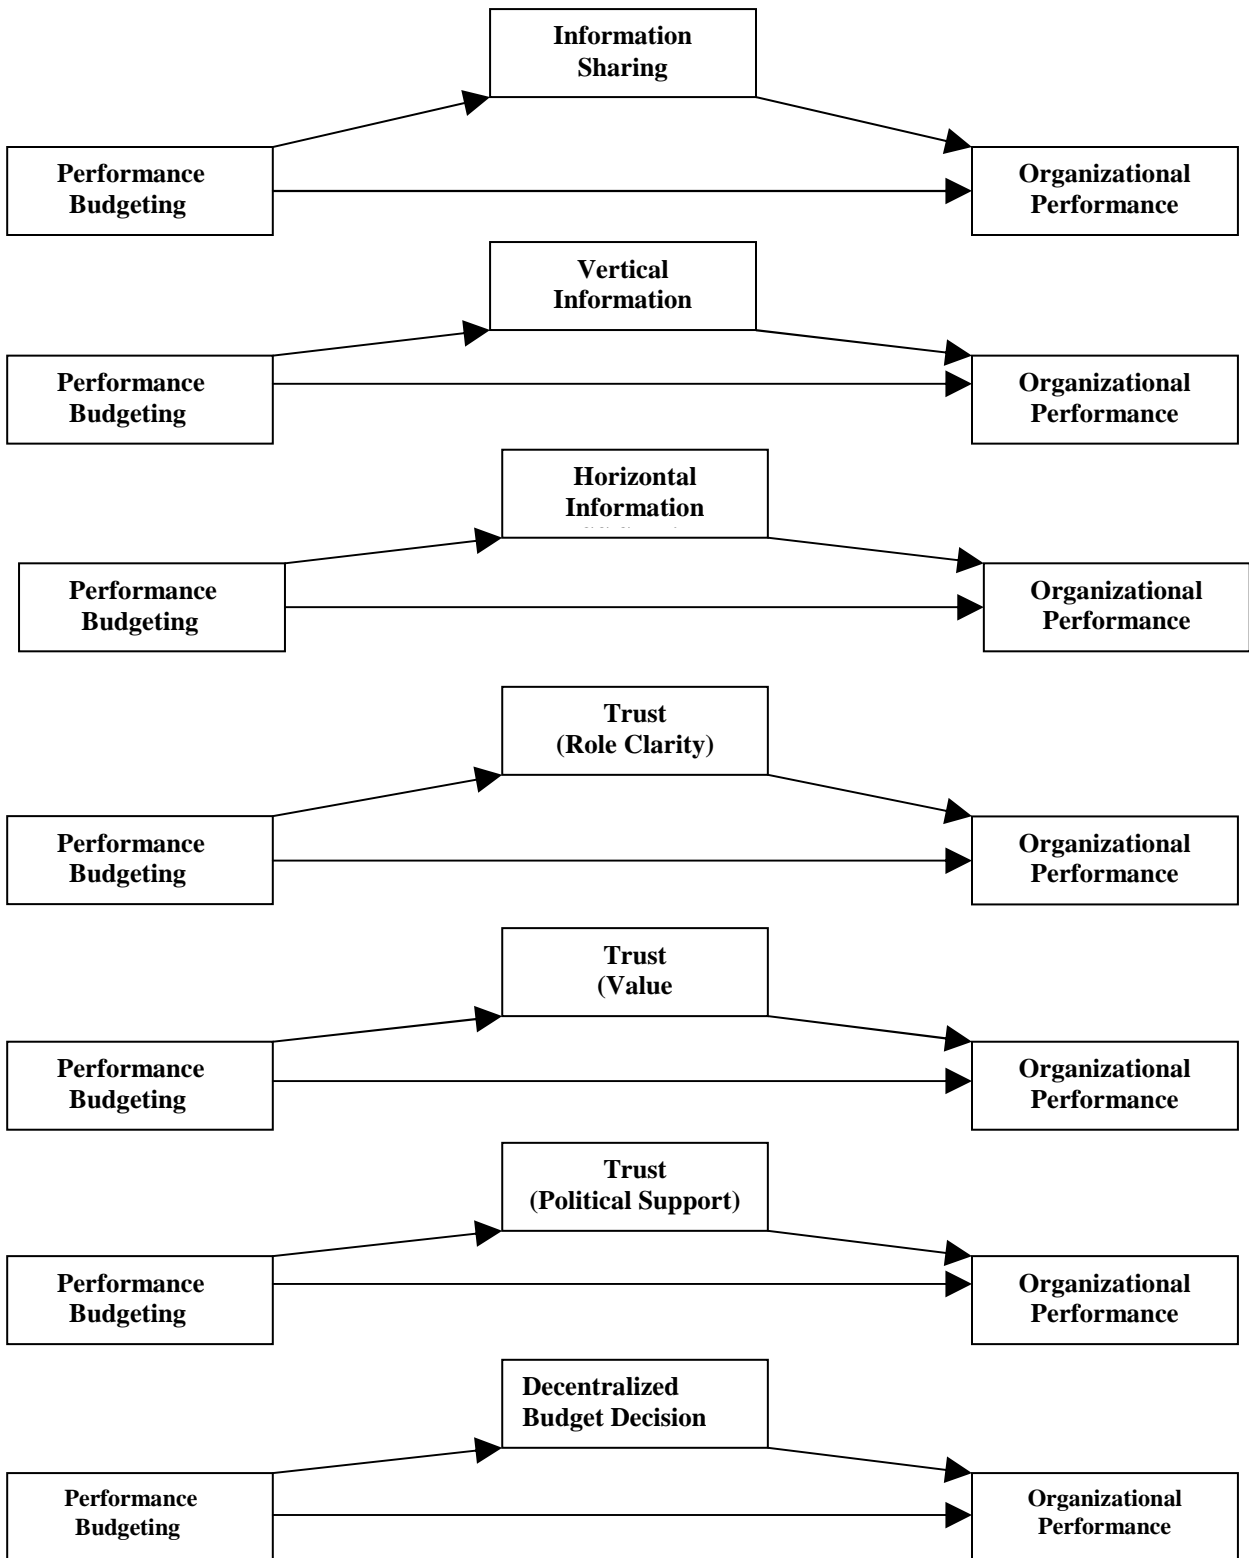 Information
Sharing
Performance
Budgeting
Organizational
Performance
Vertical
Information
Performance
Budgeting
Organizational
Performance
Horizontal
Information
Performance
Budgeting
Organizational
Performance
Trust
(Role Clarity)
Performance
Budgeting
Organizational
Performance
Trust
(Value
Performance
Budgeting
Organizational
Performance
Trust
(Political Support)
Performance
Budgeting
Organizational
Performance
Decentralized
Budget Decision
Performance
Budgeting
Organizational
Performance